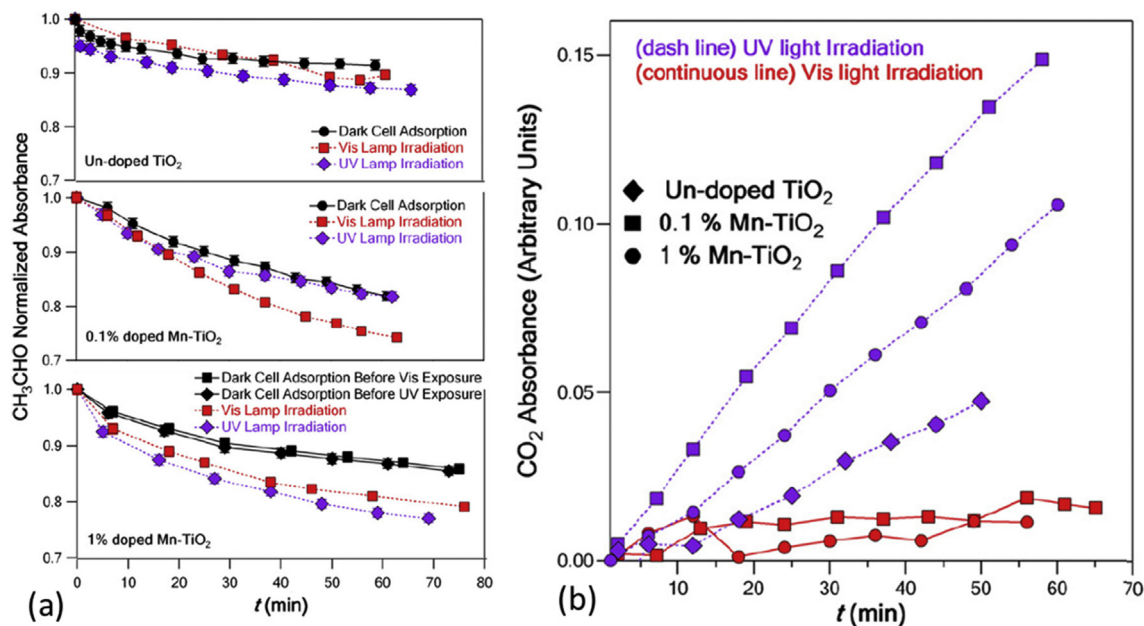 CH₃CHO Normalized Absorbance
1.0
0.9
0.8
0.7
Dark Cell Adsorption
Vis Lamp Irradiation
UV Lamp Irradiation
Un-doped TiO₂
1.0
0.9
0.8
0.7
Dark Cell Adsorption
Vis Lamp Irradiation
UV Lamp Irradiation
0.1% doped Mn-TiO₂
1.0
0.9
0.8
0.7
Dark Cell Adsorption Before Vis Exposure
Dark Cell Adsorption Before UV Exposure
Vis Lamp Irradiation
UV Lamp Irradiation
1% doped Mn-TiO₂
0 10 20 30 40 50 60 70 80
t (min)
(a)
CO₂ Absorbance (Arbitrary Units)
0.15
0.10
0.05
0.00
(dash line) UV light Irradiation
(continuous line) Vis light Irradiation
Un-doped TiO₂
0.1 % Mn-TiO₂
1 % Mn-TiO₂
10 20 30 40 50 60 70
t (min)
(b)